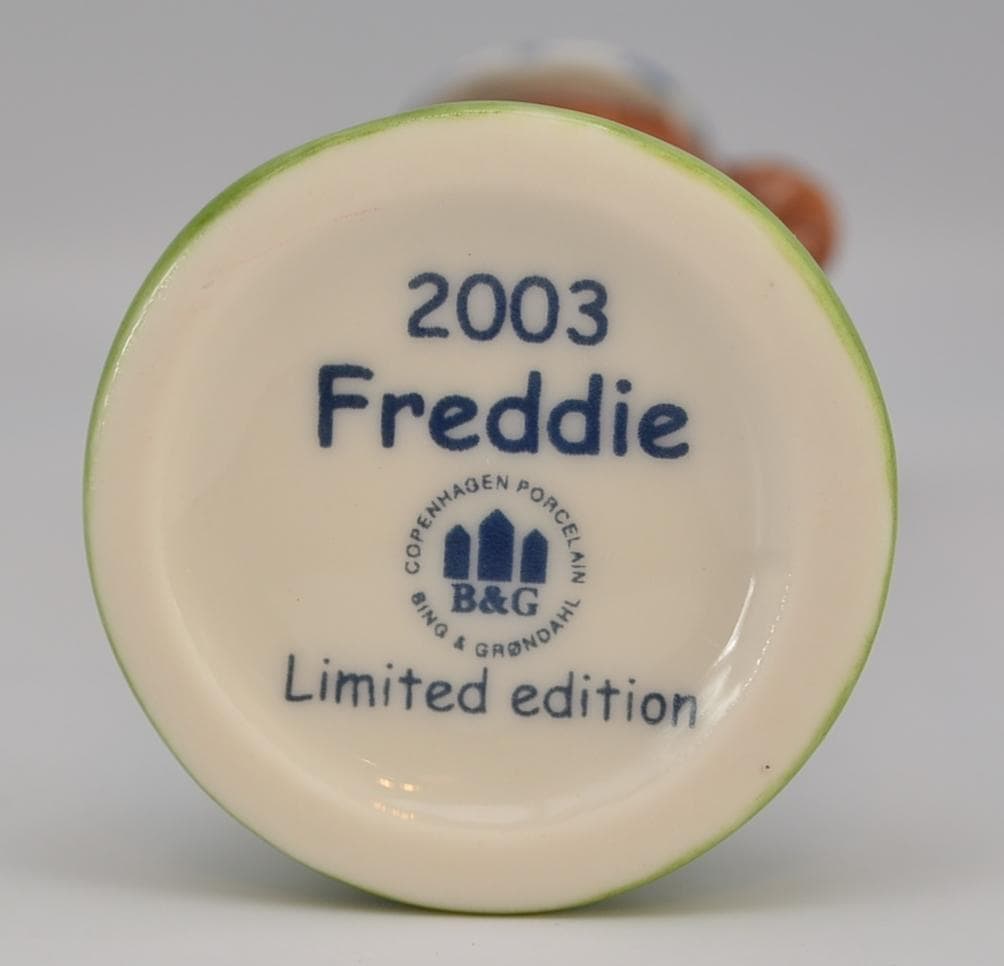 2003
Freddie
COPENHAGEN PORCELAIN
B&G
BING & GRØNDAHL
Limited edition